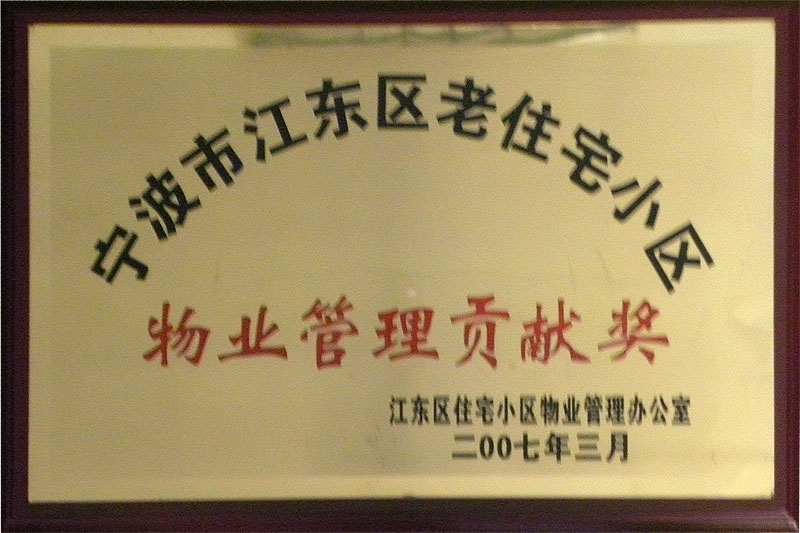 宁波市江东区老住宅小区
物业管理贡献奖
江东区住宅小区物业管理办公室
二00七年三月